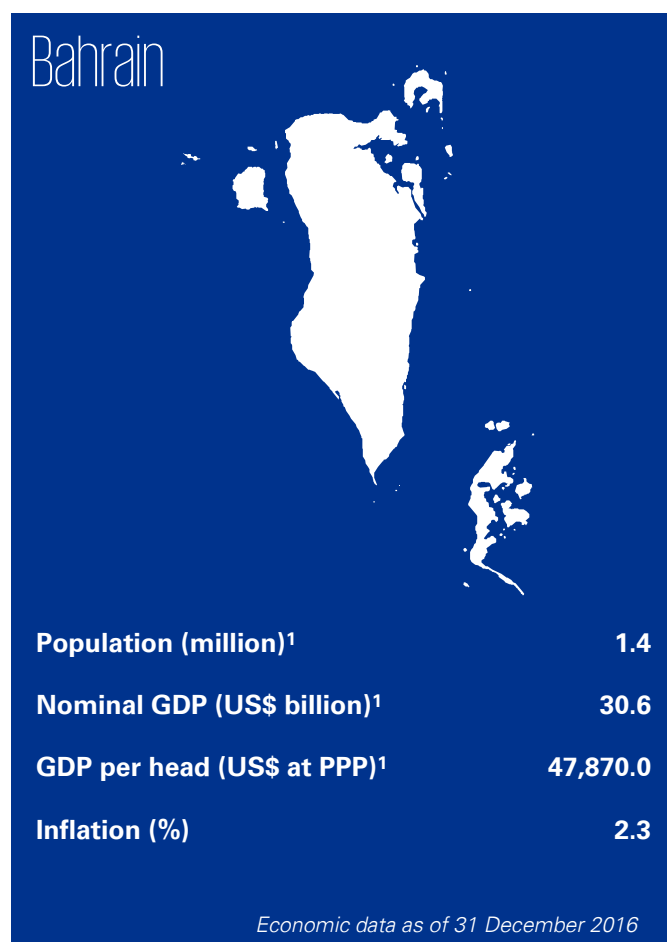 Bahrain
Population (million)¹ 1.4
Nominal GDP (US$ billion)¹ 30.6
GDP per head (US$ at PPP)¹ 47,870.0
Inflation (%) 2.3
Economic data as of 31 December 2016